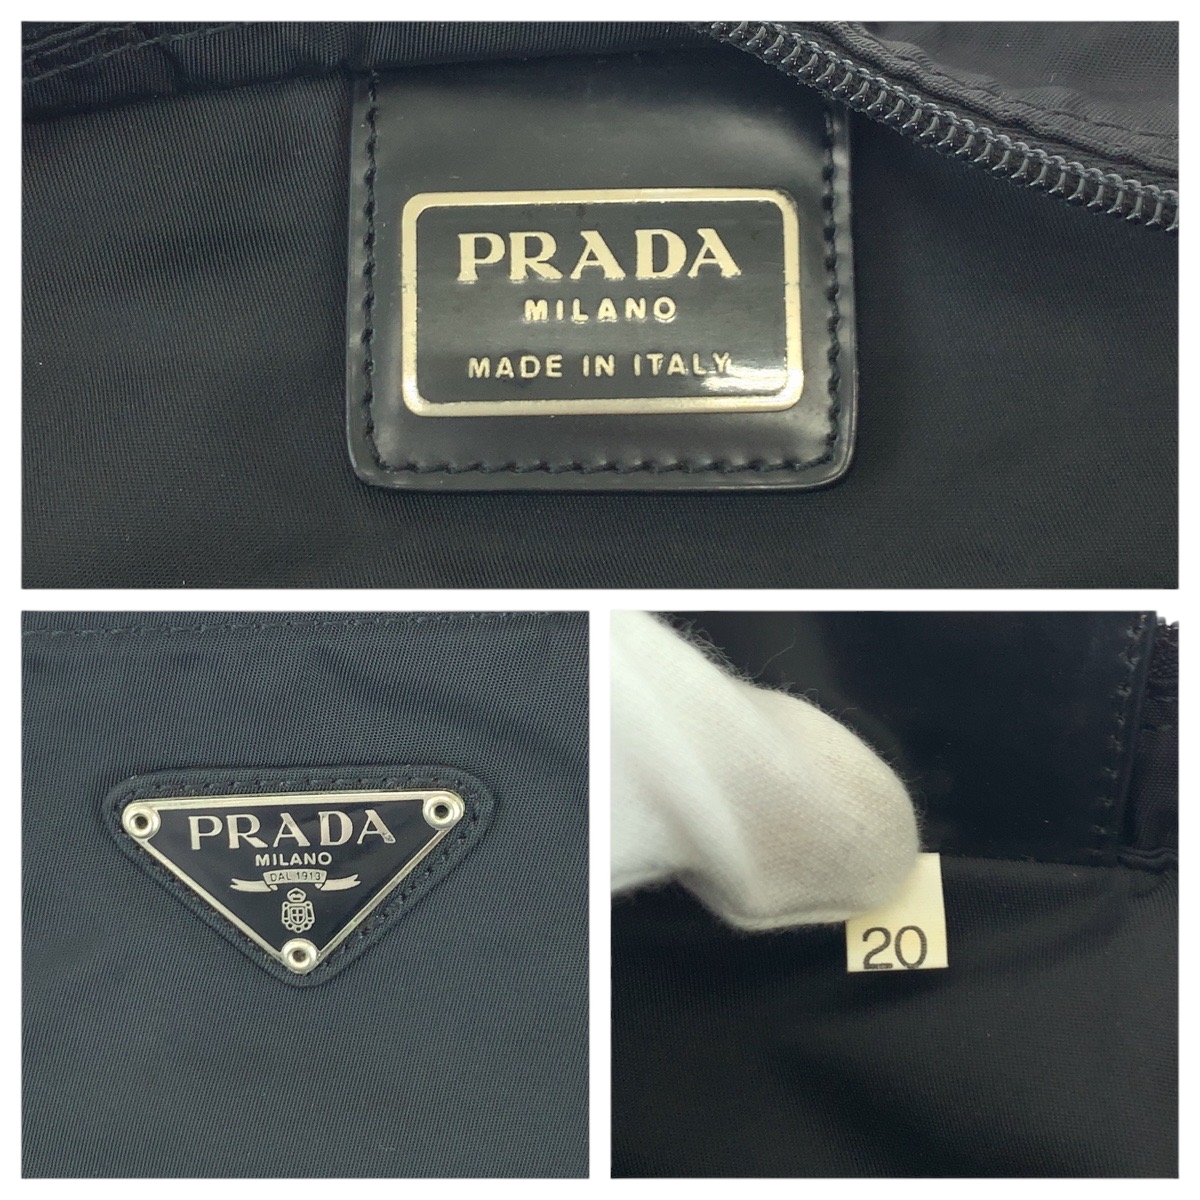 PRADA
MILANO
MADE IN ITALY
PRADA
MILANO
DAL 1913
20